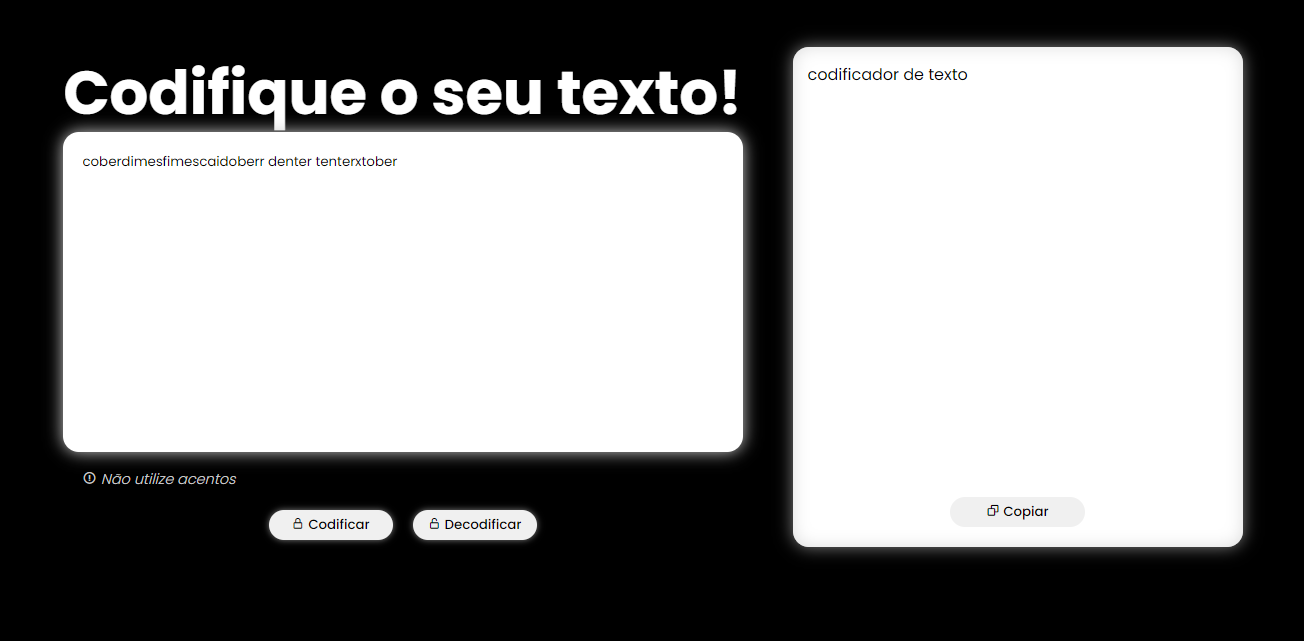 Codifique o seu texto!
coberdimesfimescaidoberr denter tenterxtober
Não utilize acentos
Codificar
Decodificar
codificador de texto
Copiar